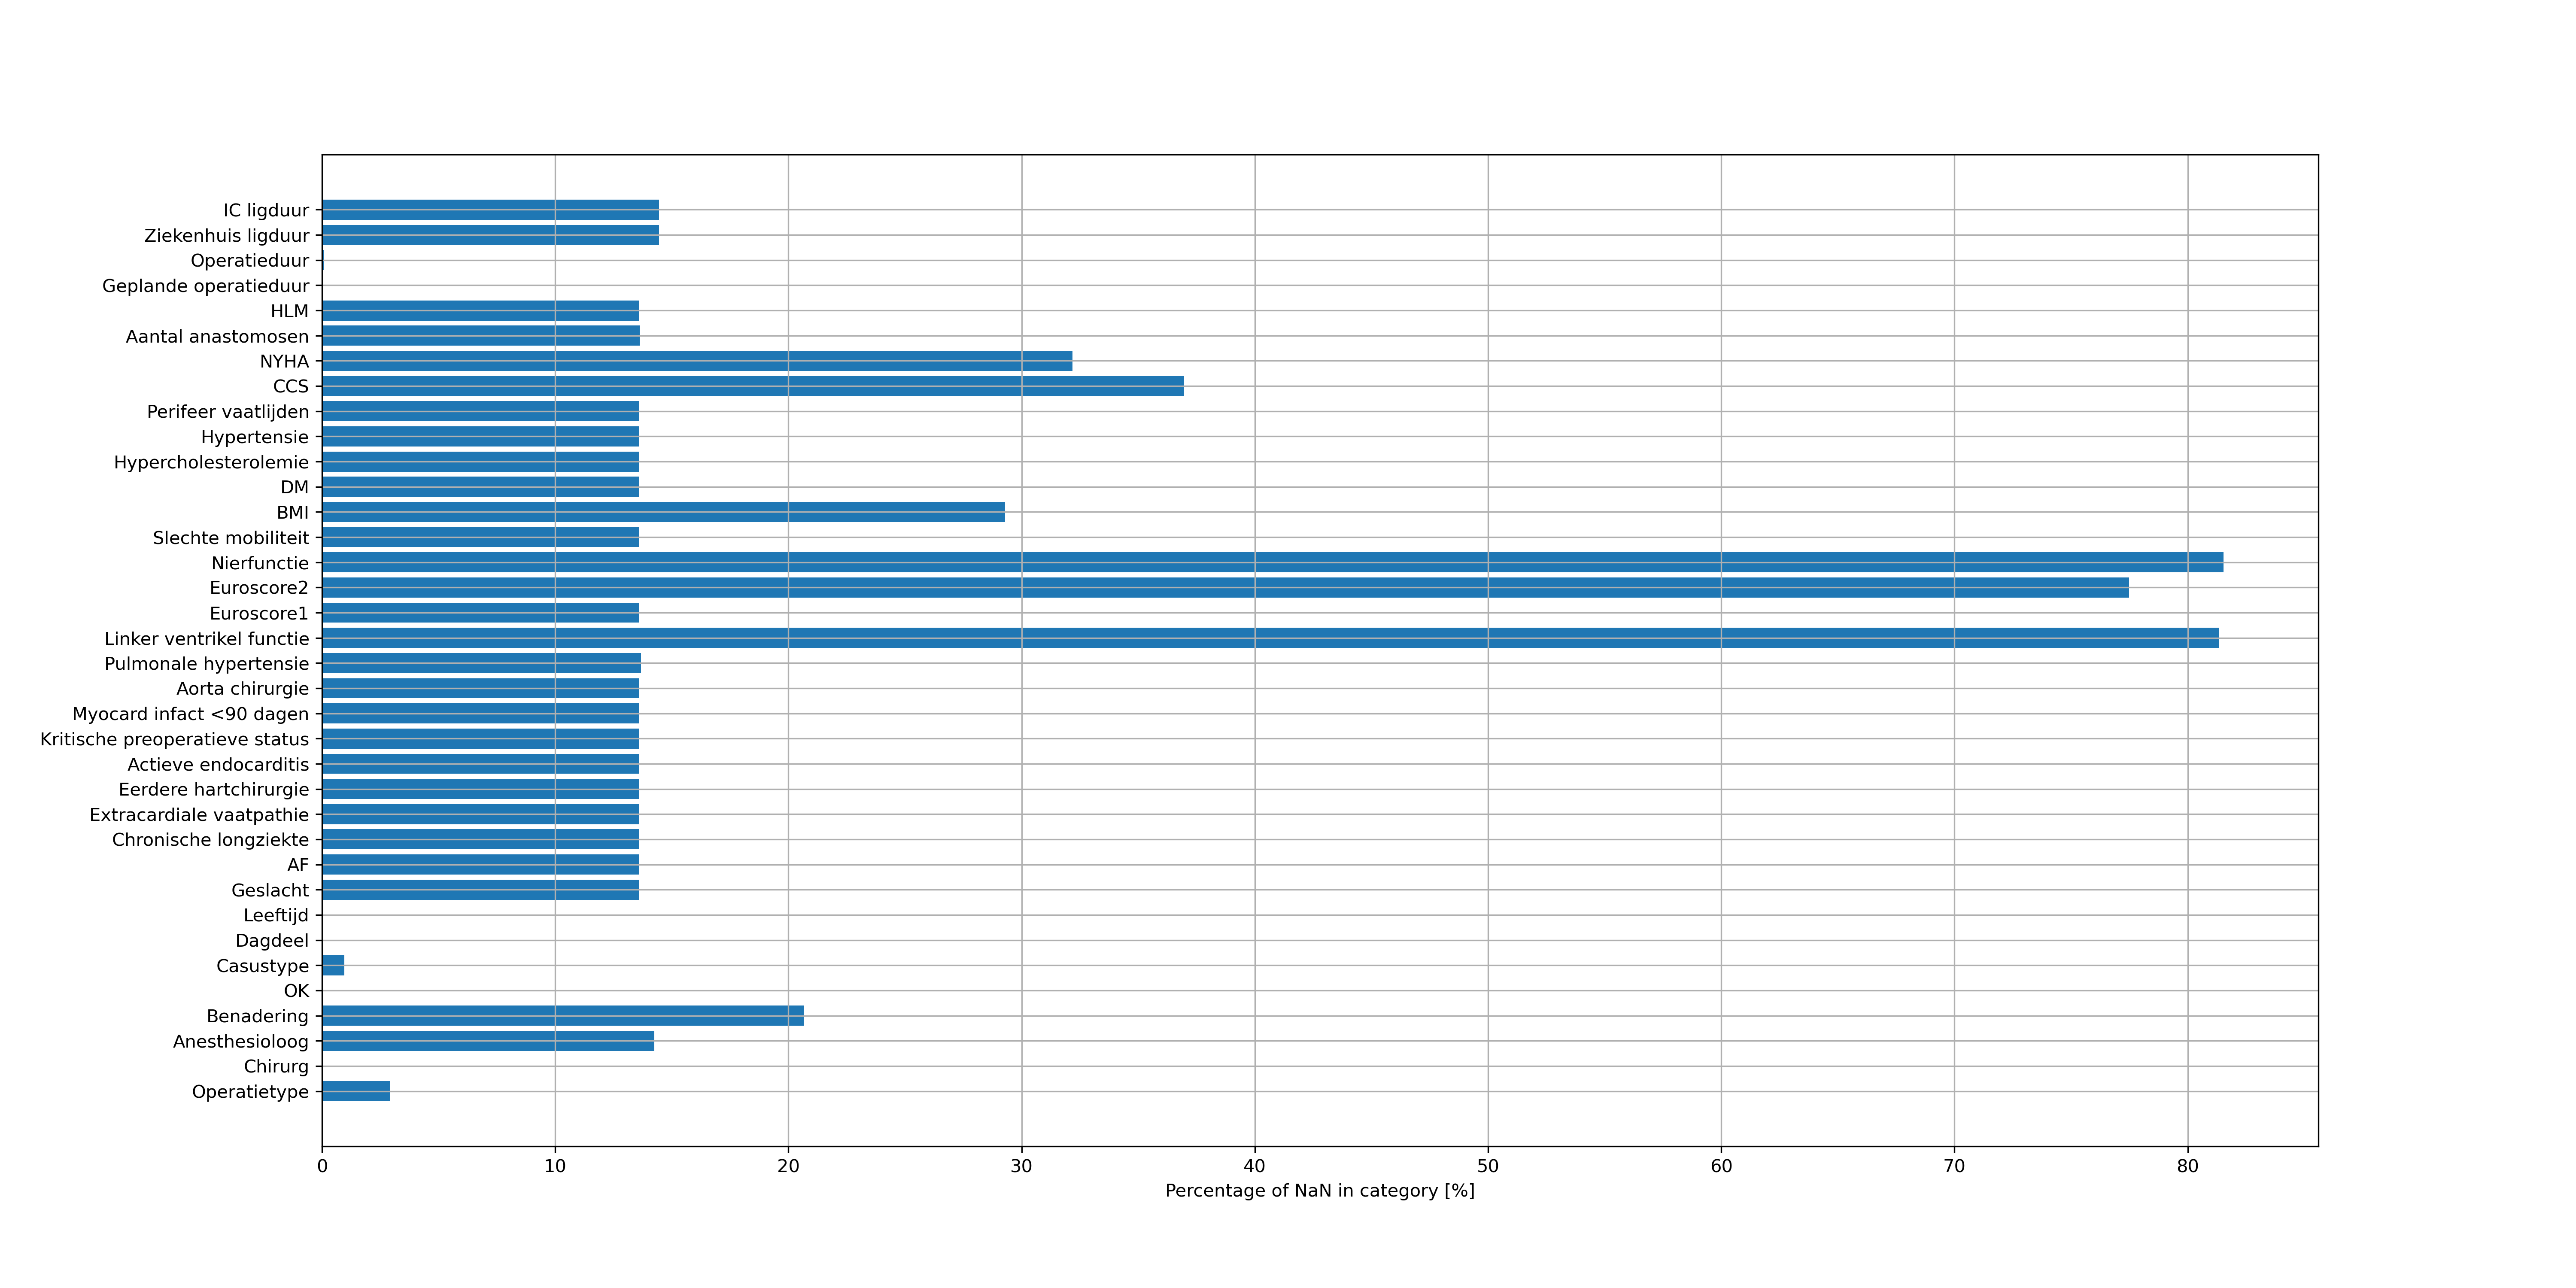 IC ligduur
Ziekenhuis ligduur
Operatieduur
Geplande operatieduur
HLM
Aantal anastomosen
NYHA
CCS
Perifeer vaatlijden
Hypertensie
Hypercholesterolemie
DM
BMI
Slechte mobiliteit
Nierfunctie
Euroscore2
Euroscore1
Linker ventrikel functie
Pulmonale hypertensie
Aorta chirurgie
Myocard infact <90 dagen
Kritische preoperatieve status
Actieve endocarditis
Eerdere hartchirurgie
Extracardiale vaatpathie
Chronische longziekte
AF
Geslacht
Leeftijd
Dagdeel
Casustype
OK
Benadering
Anesthesioloog
Chirurg
Operatietype
0 10 20 30 40 50 60 70 80
Percentage of NaN in category [%]